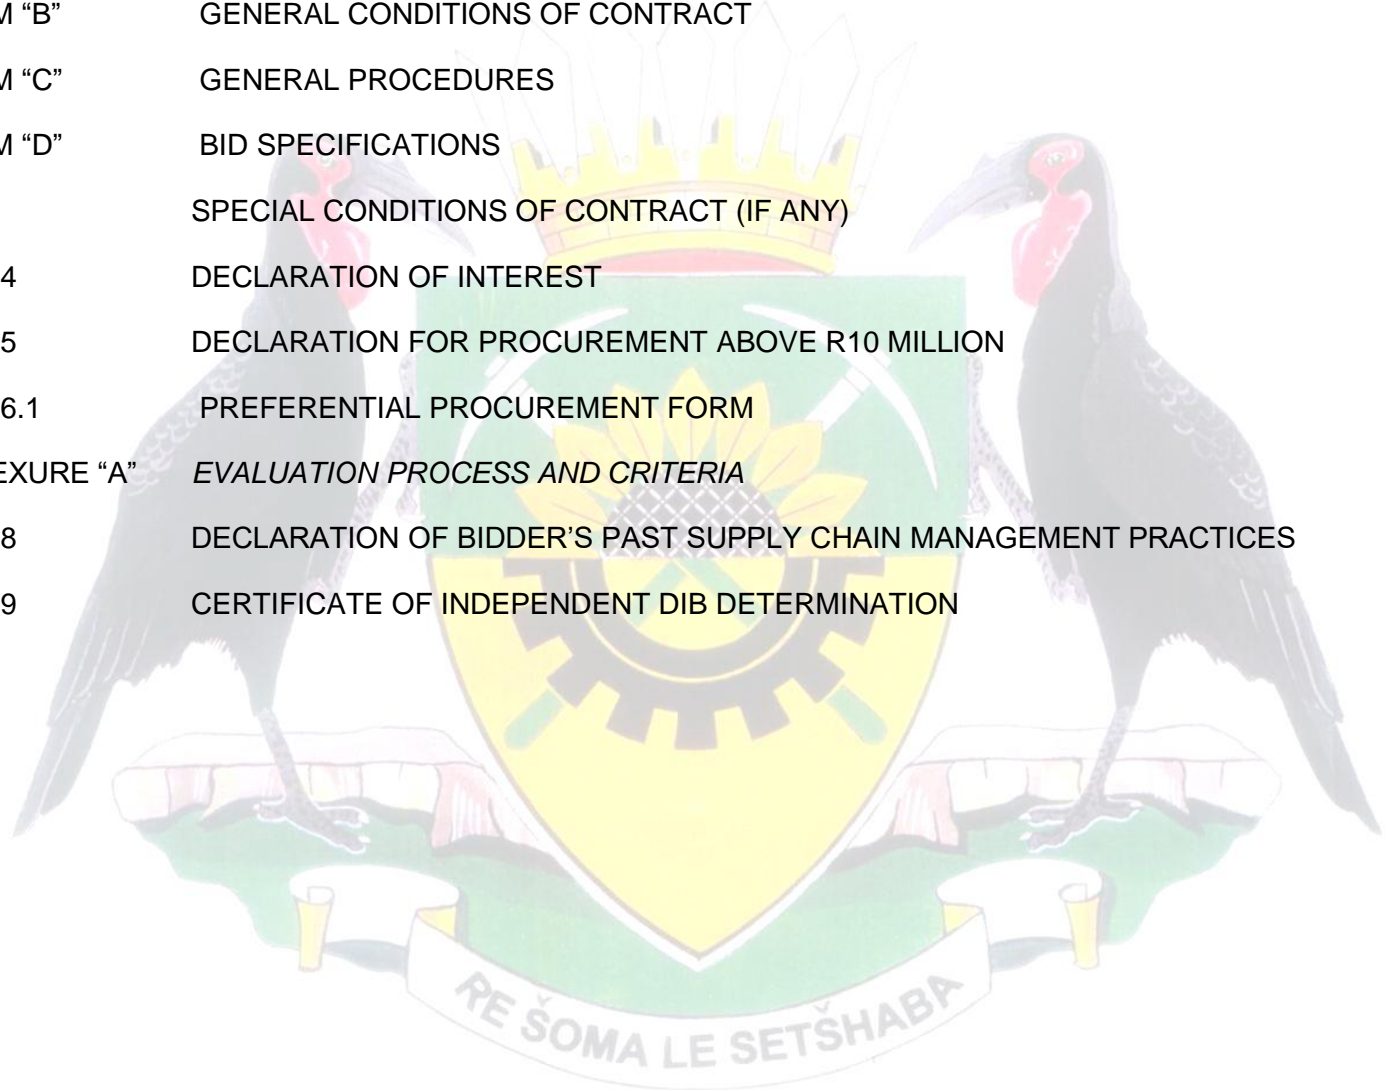 M “B” GENERAL CONDITIONS OF CONTRACT
M “C” GENERAL PROCEDURES
M “D” BID SPECIFICATIONS
SPECIAL CONDITIONS OF CONTRACT (IF ANY)
4 DECLARATION OF INTEREST
5 DECLARATION FOR PROCUREMENT ABOVE R10 MILLION
6.1 PREFERENTIAL PROCUREMENT FORM
EXURE “A” EVALUATION PROCESS AND CRITERIA
8 DECLARATION OF BIDDER’S PAST SUPPLY CHAIN MANAGEMENT PRACTICES
9 CERTIFICATE OF INDEPENDENT DIB DETERMINATION
RE ŠOMA LE SETŠHABA